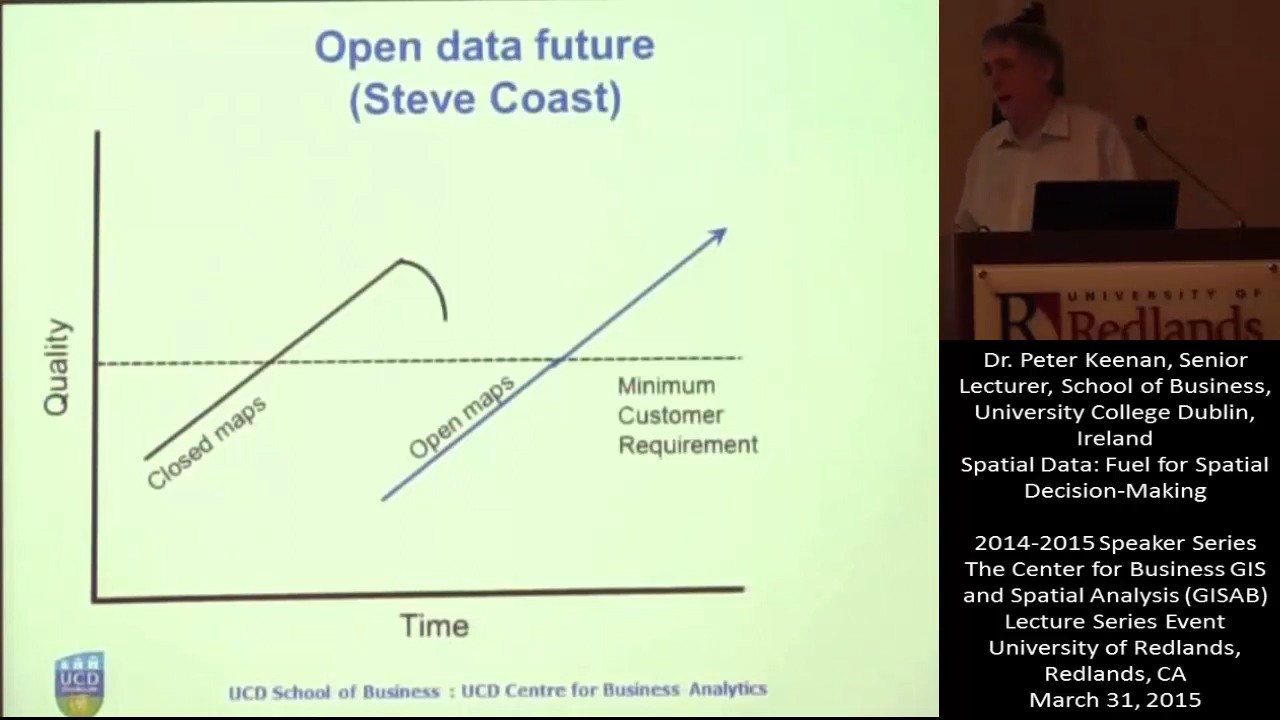 Open data future
(Steve Coast)
Quality
Closed maps
Open maps
Minimum
Customer
Requirement
Time
UCD
UCD School of Business : UCD Centre for Business Analytics
UNIVERSITY OF
R Redlands
Dr. Peter Keenan, Senior
Lecturer, School of Business,
University College Dublin,
Ireland
Spatial Data: Fuel for Spatial
Decision-Making
2014-2015 Speaker Series
The Center for Business GIS
and Spatial Analysis (GISAB)
Lecture Series Event
University of Redlands,
Redlands, CA
March 31, 2015